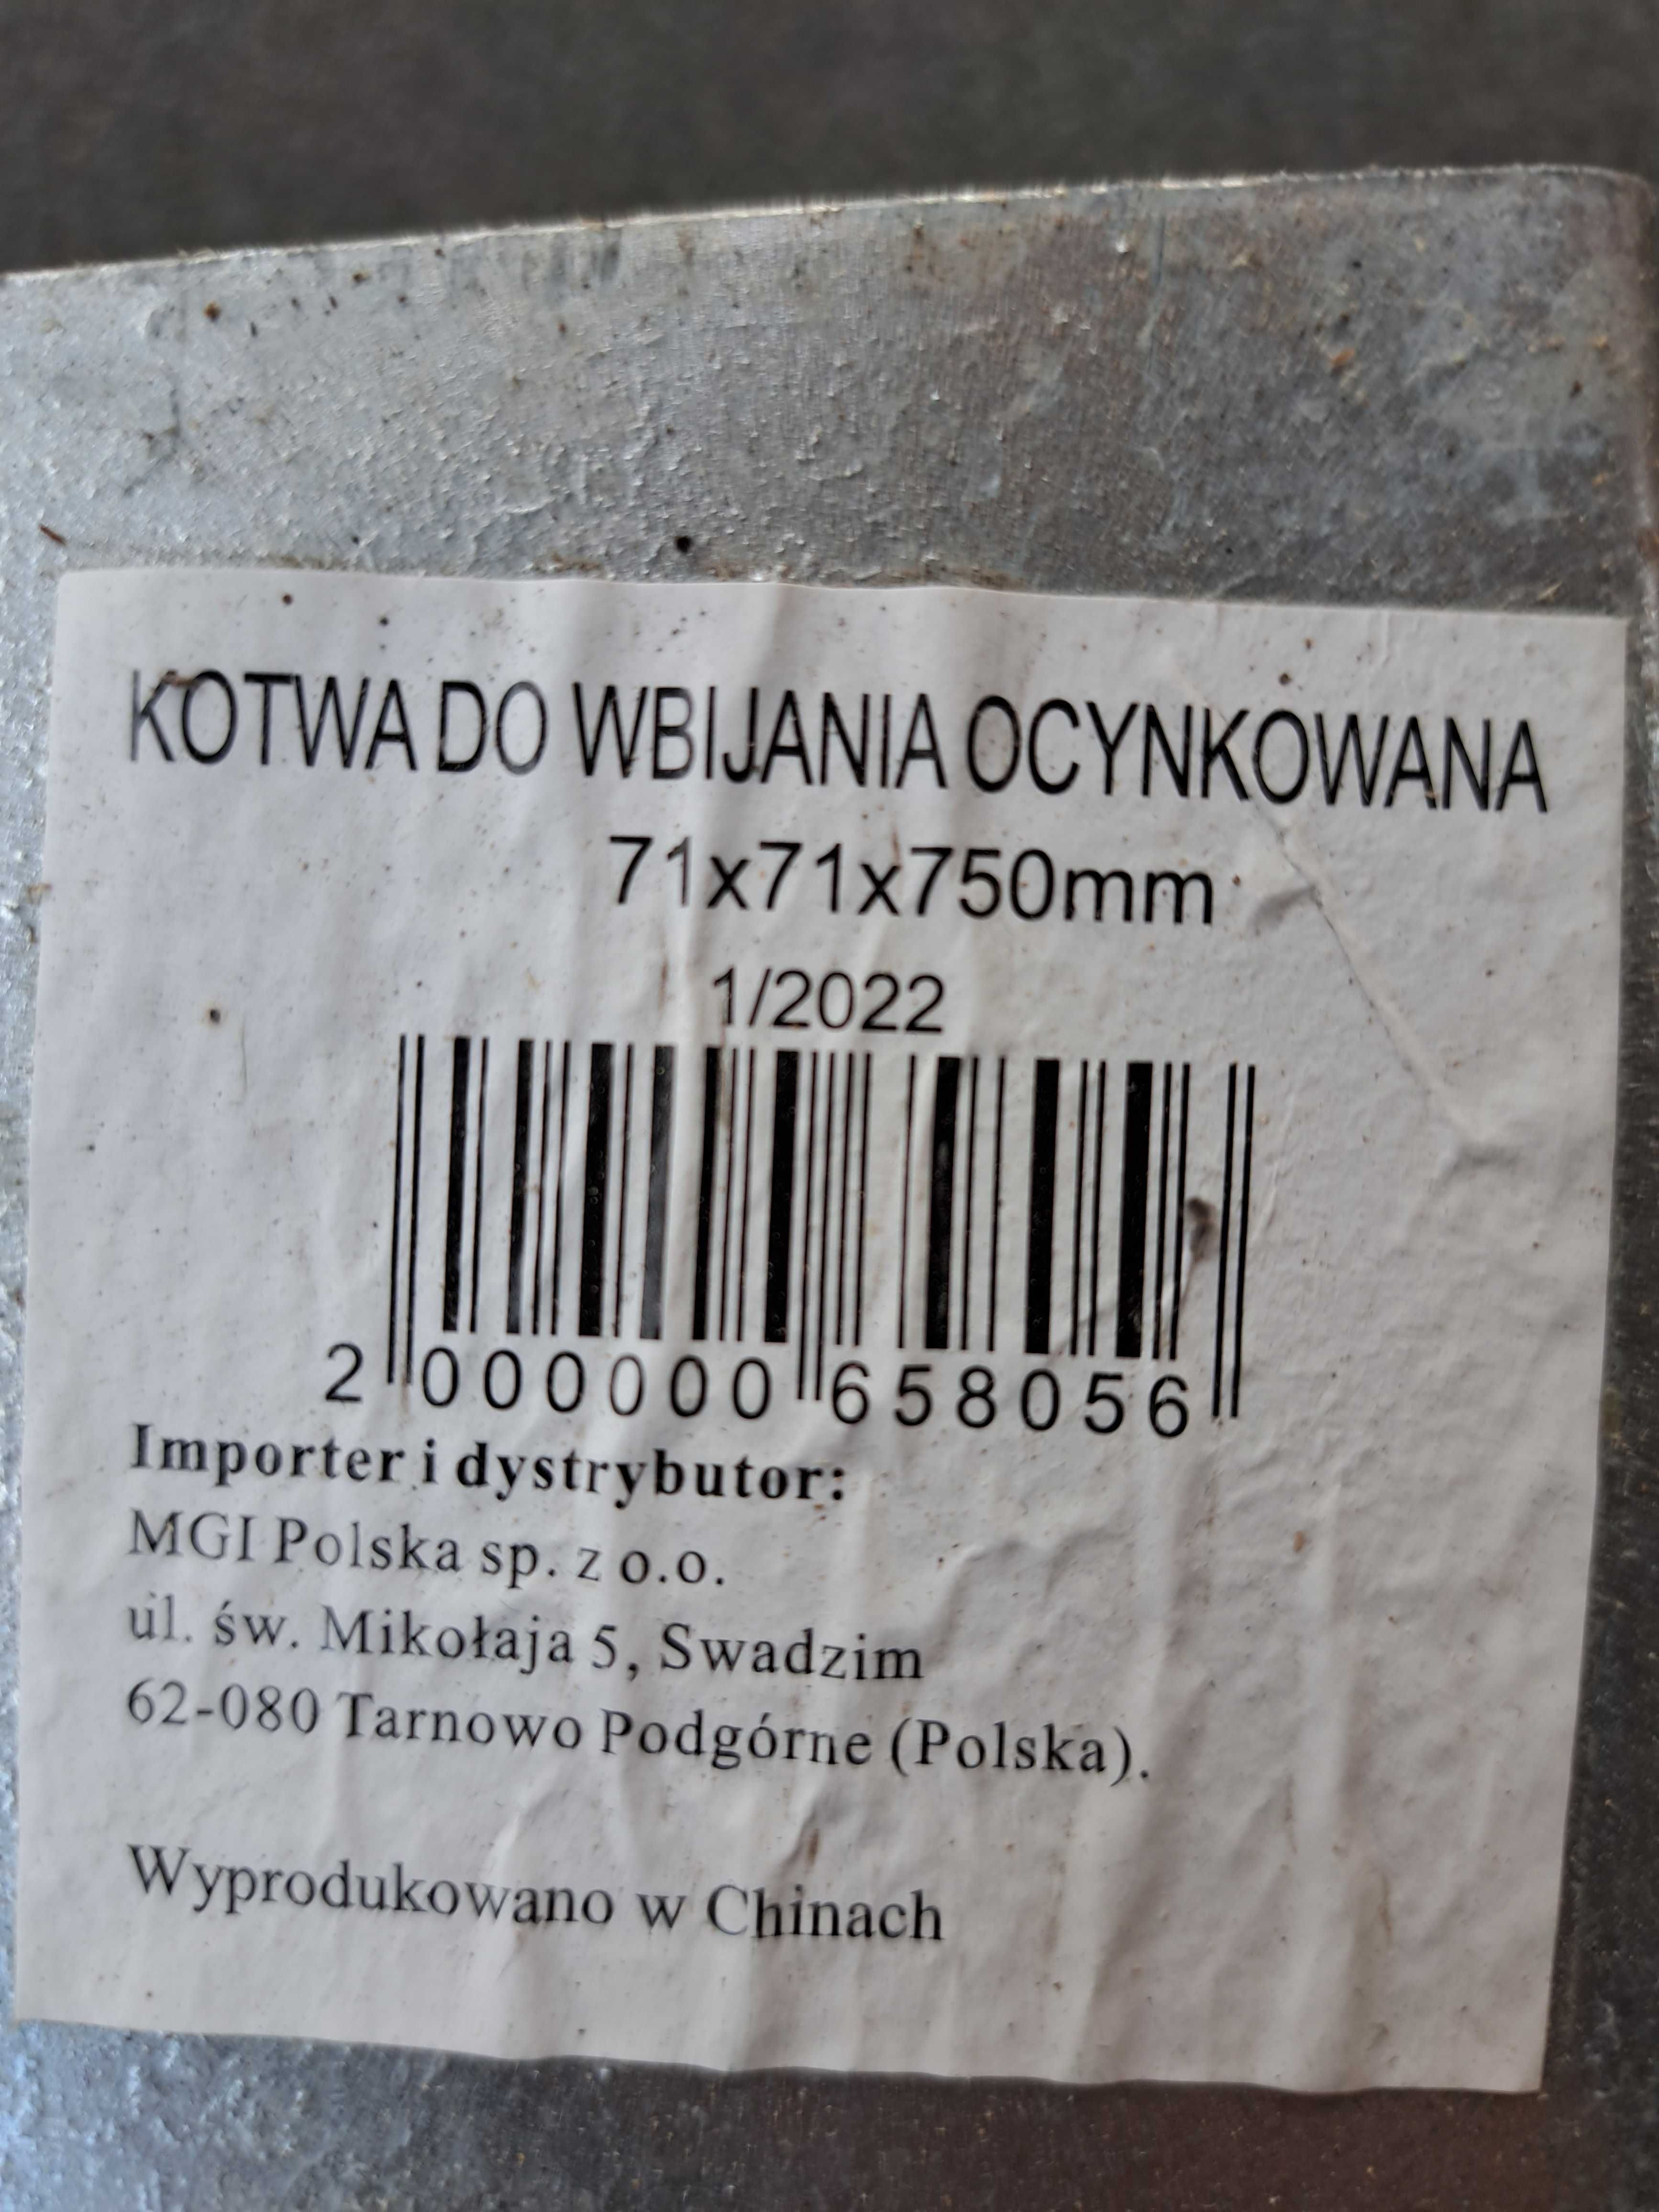 KOTWA DO WBIJANIA OCYNKOWANA
71x71x750mm
1/2022
2 000000 658056
Importer i dystrybutor:
MGI Polska sp. z o.o.
ul. św. Mikołaja 5, Swadzim
62-080 Tarnowo Podgórne (Polska).
Wyprodukowano w Chinach